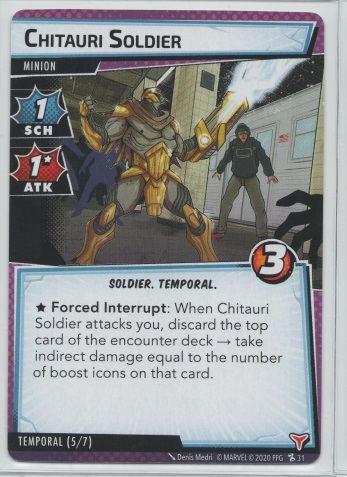 CHITAURI SOLDIER
MINION
1
SCH
1★
ATK
3
SOLDIER. TEMPORAL.
★ Forced Interrupt: When Chitauri
Soldier attacks you, discard the top
card of the encounter deck → take
indirect damage equal to the number
of boost icons on that card.
TEMPORAL (5/7)
Denis Medri © MARVEL © 2020 FFG 31